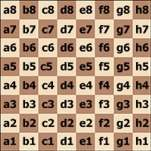 a8 b8 c8 d8 e8 f8 g8 h8
a7 b7 c7 d7 e7 f7 g7 h7
a6 b6 c6 d6 e6 f6 g6 h6
a5 b5 c5 d5 e5 f5 g5 h5
a4 b4 c4 d4 e4 f4 g4 h4
a3 b3 c3 d3 e3 f3 g3 h3
a2 b2 c2 d2 e2 f2 g2 h2
a1 b1 c1 d1 e1 f1 g1 h1